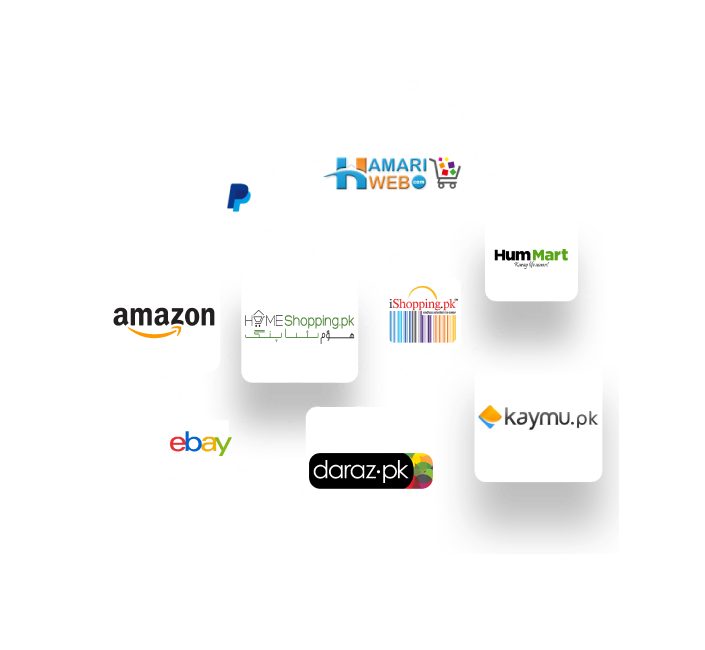 HAMARI
WEB.com
HumMart
amazon
HOMEShopping.pk
ہوم شاپنگ
iShopping.pk
kaymu.pk
ebay
daraz.pk